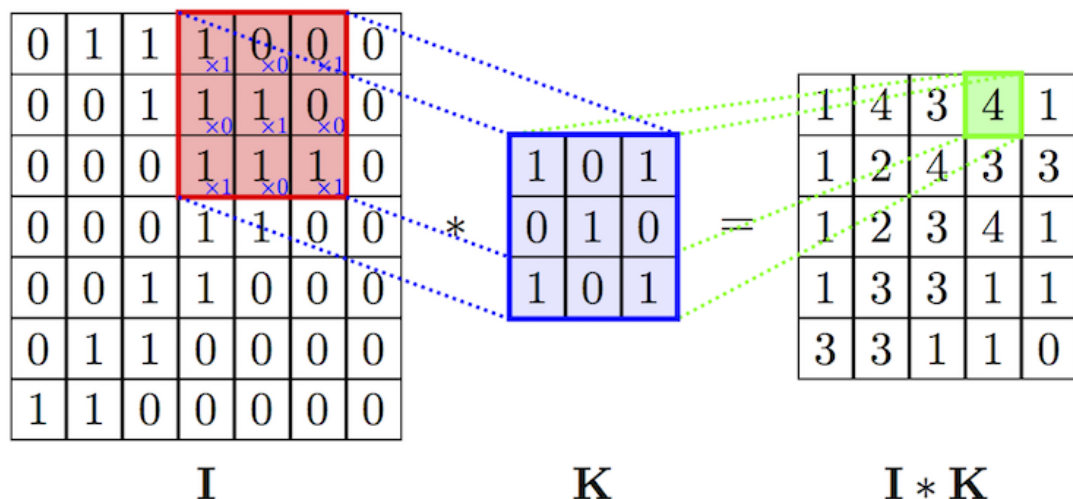 0 1 1 1×1 0×0 0×1 0
0 0 1 1×0 1×1 0×0 0
0 0 0 1×1 1×0 1×1 0
0 0 0 1 1 0 0
0 0 1 1 0 0 0
0 1 1 0 0 0 0
1 1 0 0 0 0 0
I
*
1 0 1
0 1 0
1 0 1
K
=
1 4 3 4 1
1 2 4 3 3
1 2 3 4 1
1 3 3 1 1
3 3 1 1 0
I * K